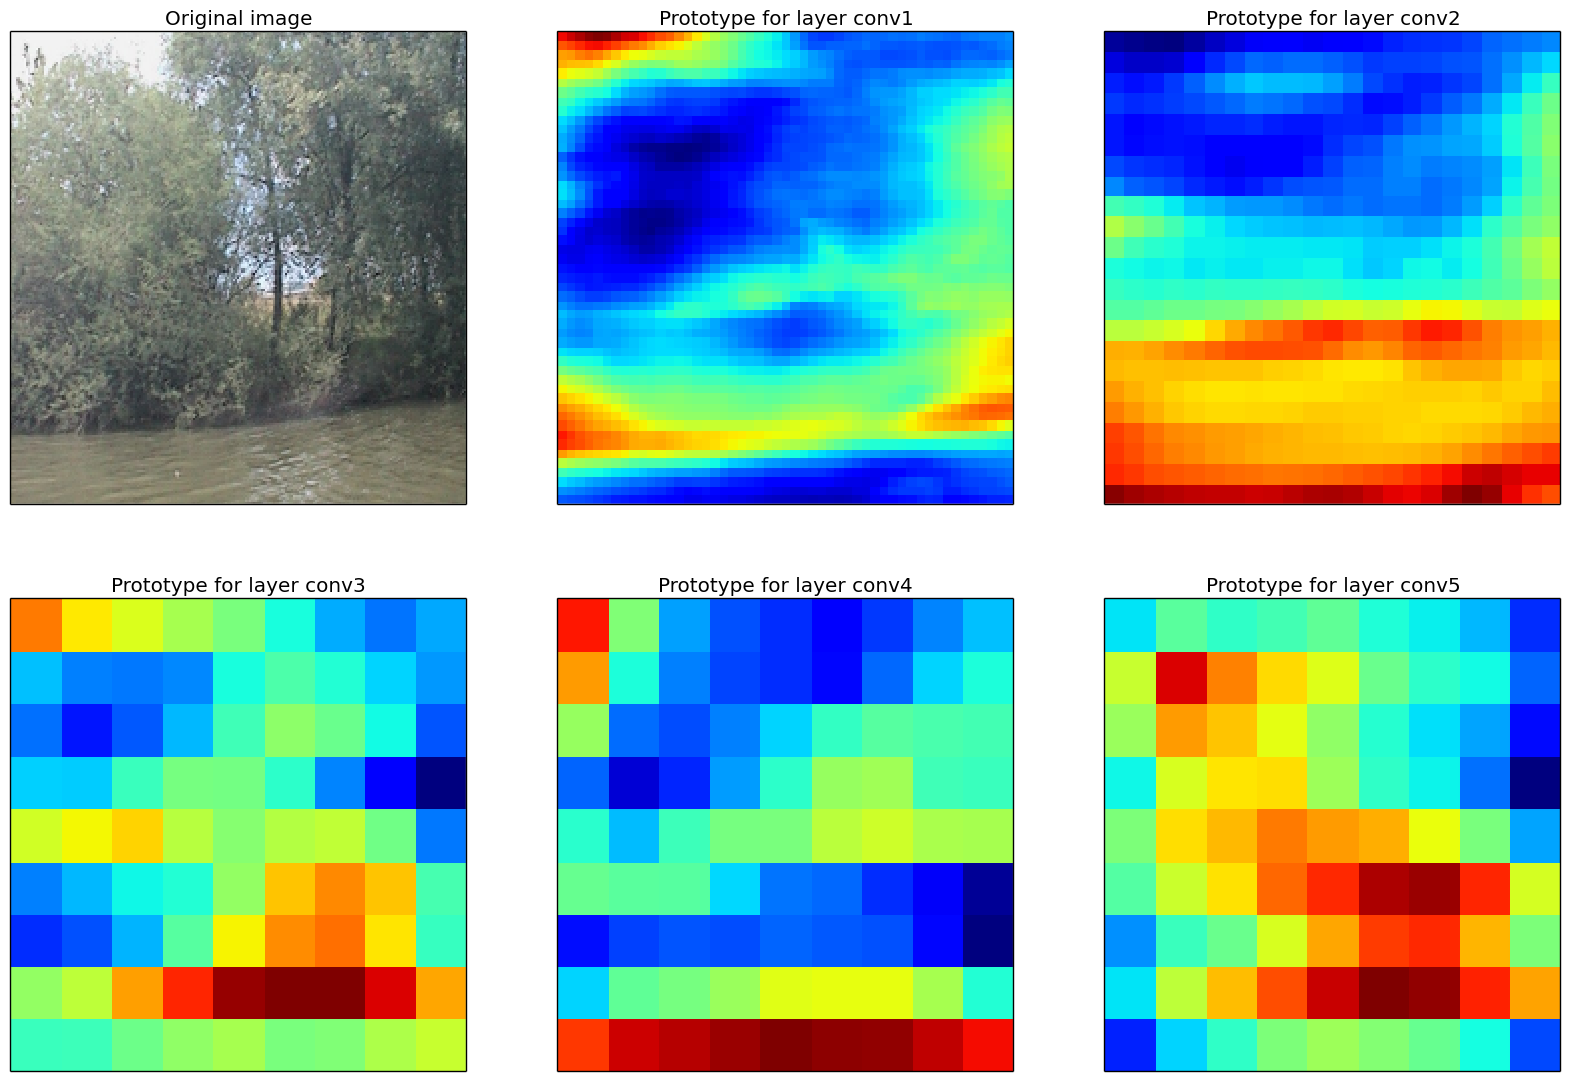 Original image
Prototype for layer conv1
Prototype for layer conv2
Prototype for layer conv3
Prototype for layer conv4
Prototype for layer conv5